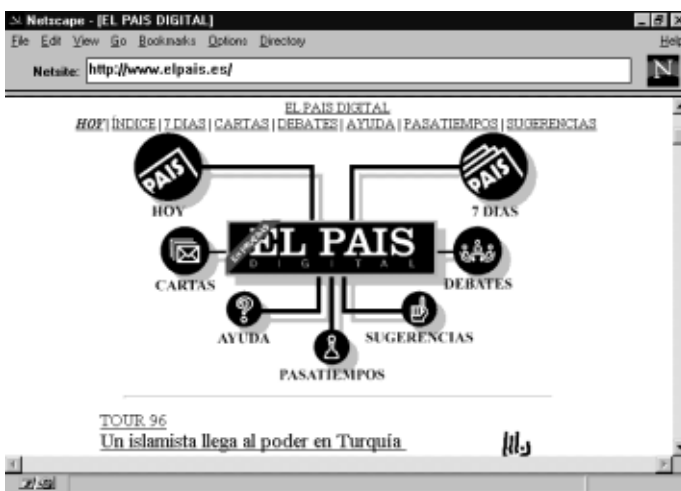 Netscape - [EL PAIS DIGITAL]
File Edit View Go Bookmarks Options Directory Help
Netsite: http://www.elpais.es/
N
EL PAIS DIGITAL
HOY | ÍNDICE | 7 DIAS | CARTAS | DEBATES | AYUDA | PASATIEMPOS | SUGERENCIAS
PAIS
PAIS
HOY
7 DIAS
EL PAIS
DIGITAL
CARTAS
DEBATES
AYUDA
SUGERENCIAS
PASATIEMPOS
TOUR 96
Un islamista llega al poder en Turquía